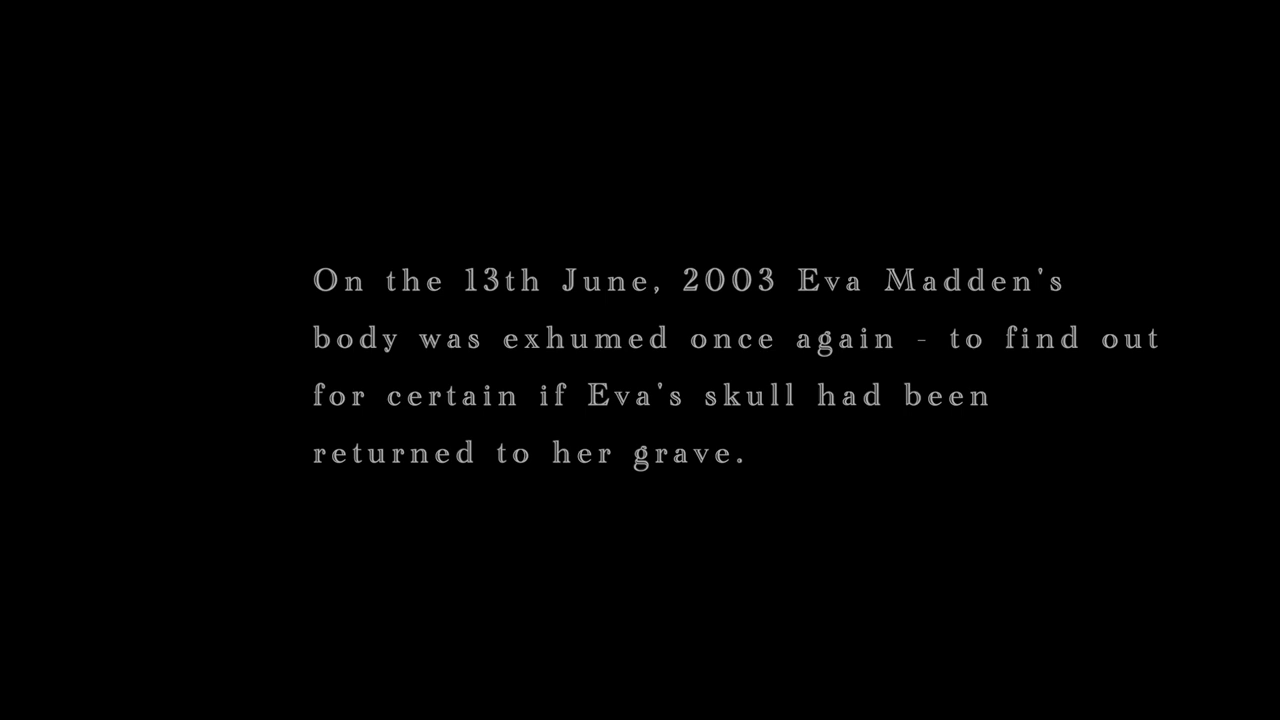 On the 13th June, 2003 Eva Madden's
body was exhumed once again - to find out
for certain if Eva's skull had been
returned to her grave.